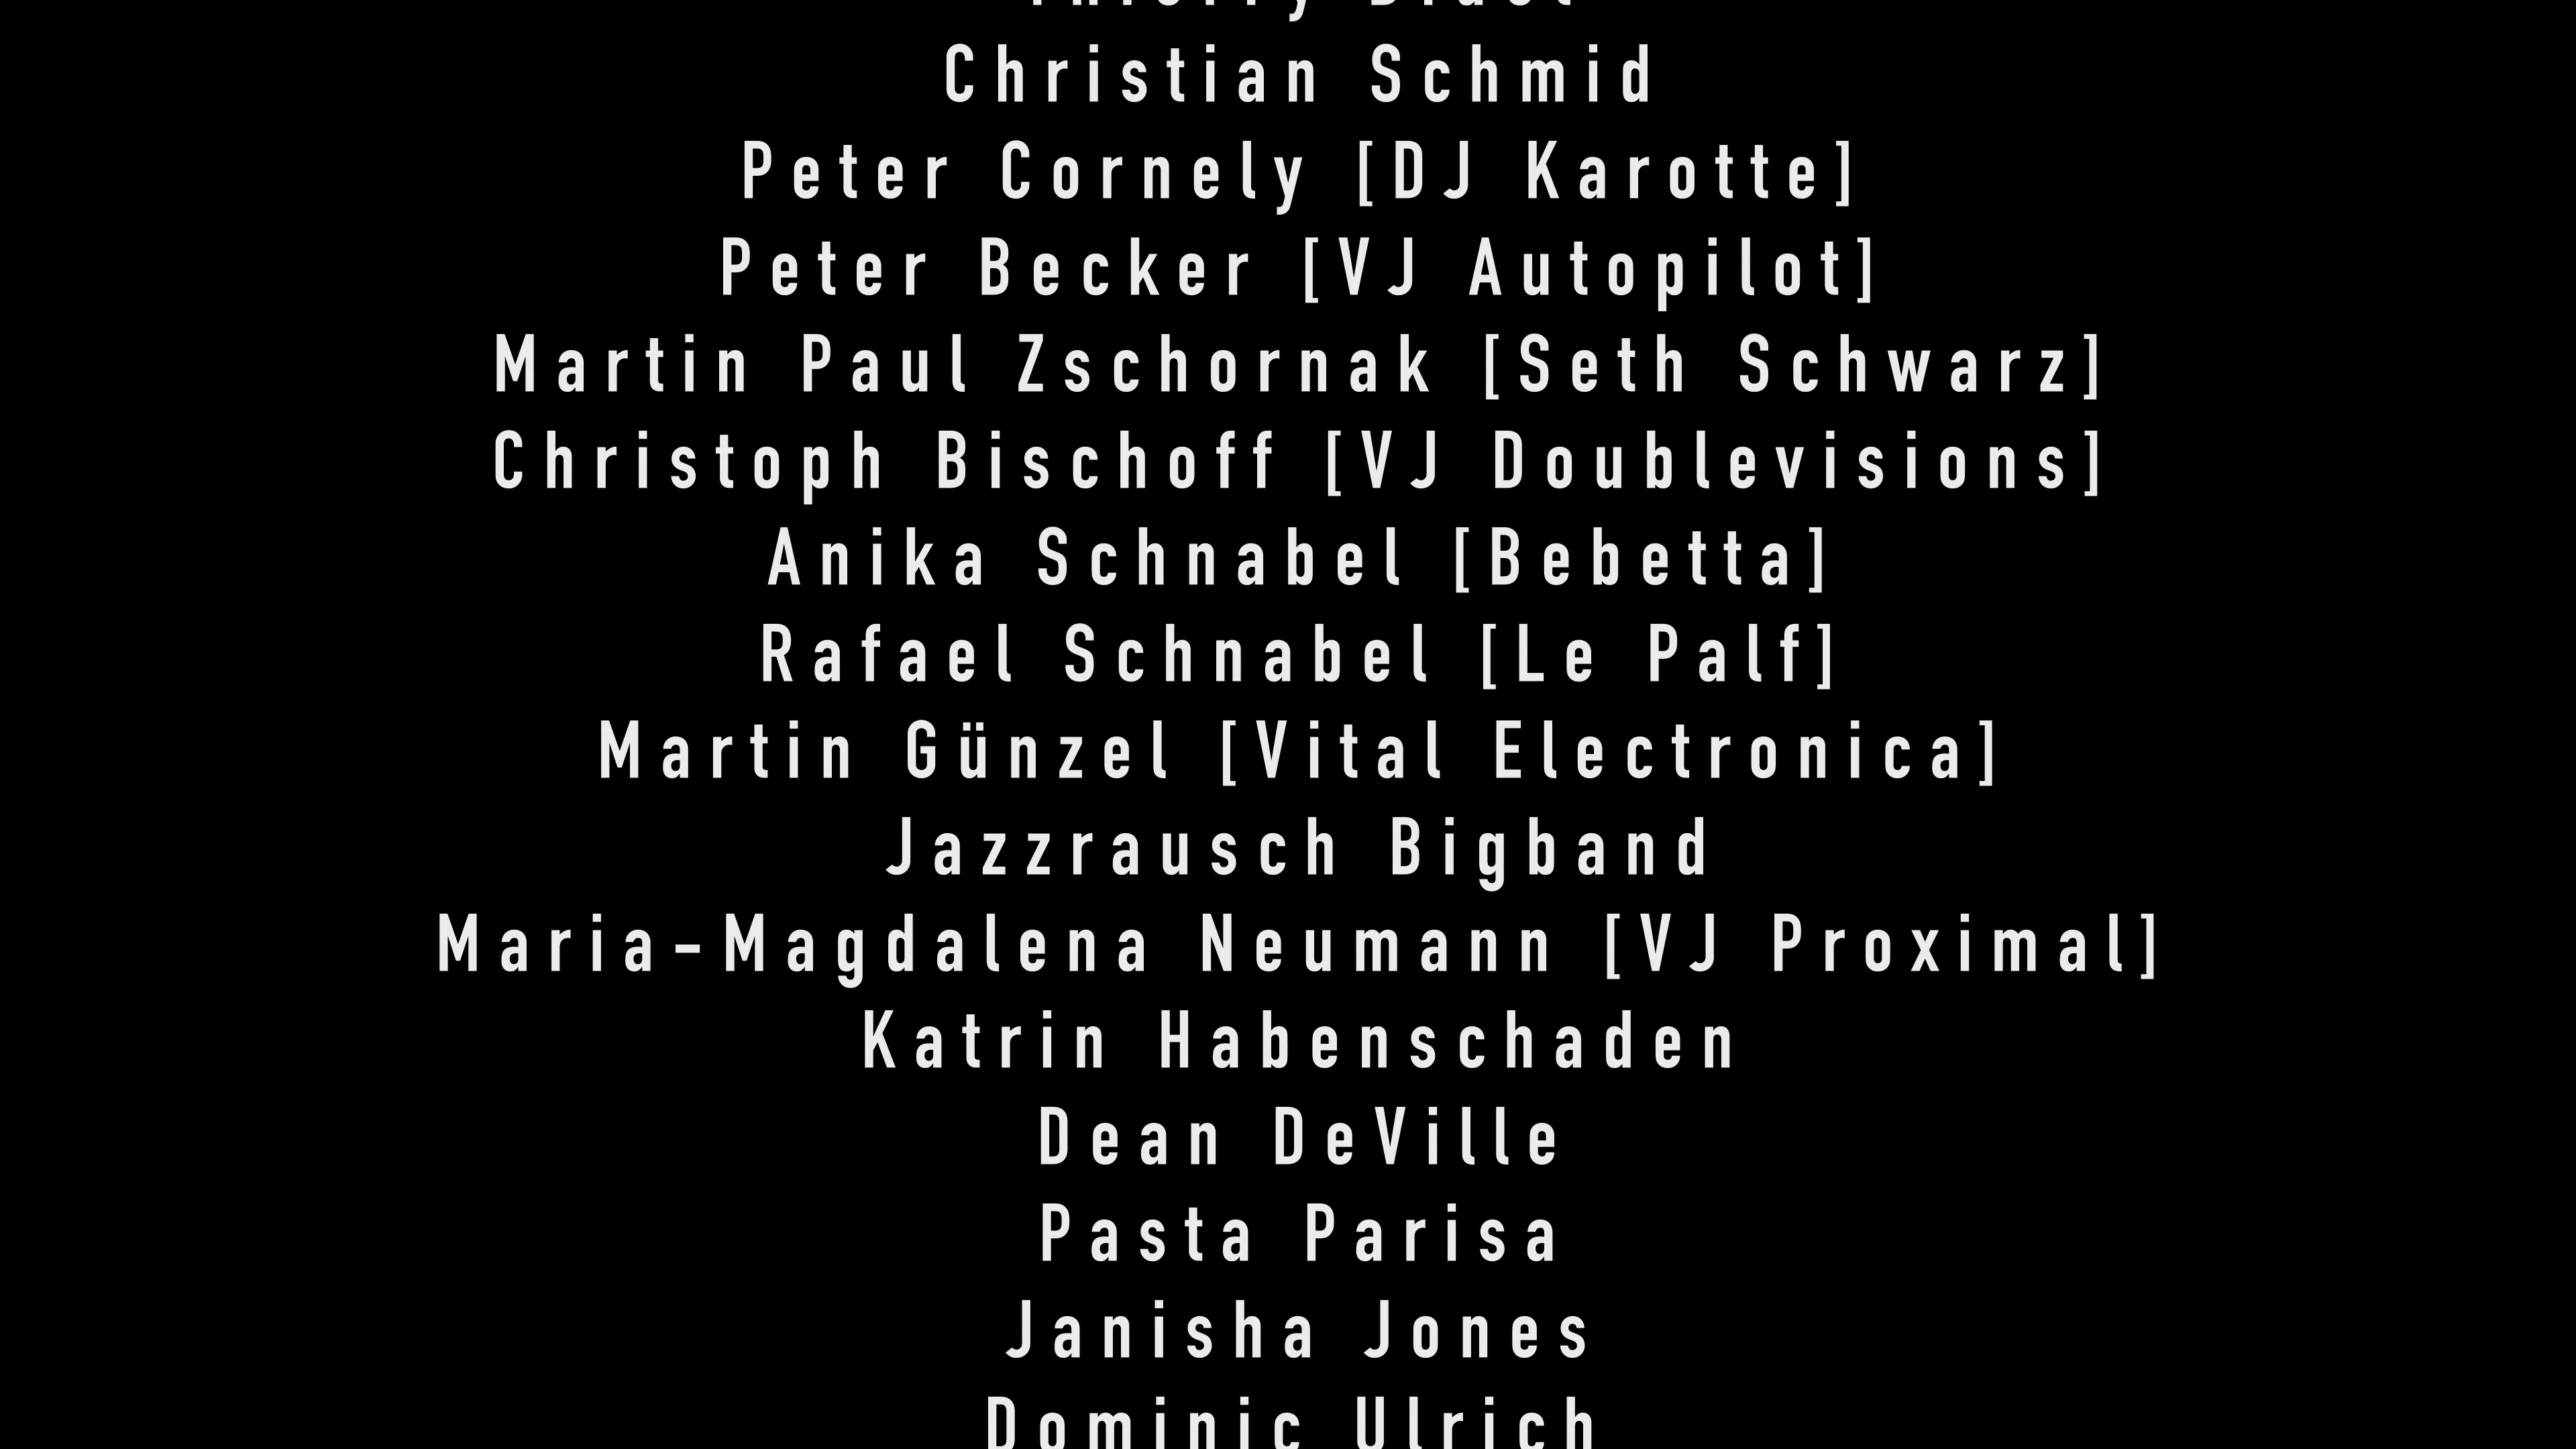 Christian Schmid
Peter Cornely [DJ Karotte]
Peter Becker [VJ Autopilot]
Martin Paul Zschornak [Seth Schwarz]
Christoph Bischoff [VJ Doublevisions]
Anika Schnabel [Bebetta]
Rafael Schnabel [Le Palf]
Martin Günzel [Vital Electronica]
Jazzrausch Bigband
Maria-Magdalena Neumann [VJ Proximal]
Katrin Habenschaden
Dean DeVille
Pasta Parisa
Janisha Jones
Dominic Ulrich